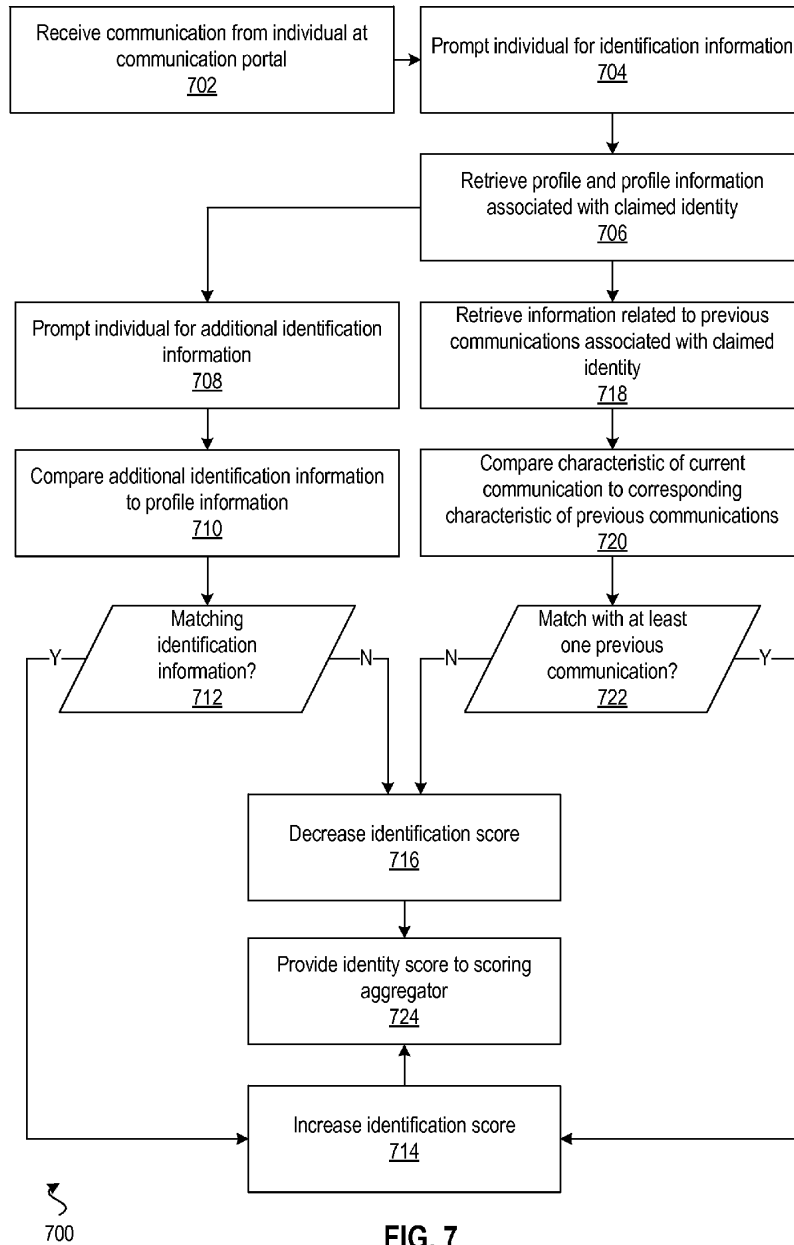 Receive communication from individual at
communication portal
702
Prompt individual for identification information
704
Retrieve profile and profile information
associated with claimed identity
706
Prompt individual for additional identification
information
708
Retrieve information related to previous
communications associated with claimed
identity
718
Compare additional identification information
to profile information
710
Compare characteristic of current
communication to corresponding
characteristic of previous communications
720
Y
Matching
identification
information?
712
N
N
Match with at least
one previous
communication?
722
Y
Decrease identification score
716
Provide identity score to scoring
aggregator
724
Increase identification score
714
700
FIG. 7